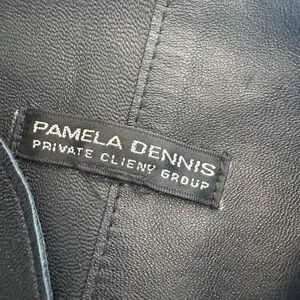 PAMELA DENNIS
PRIVATE CLIENT GROUP